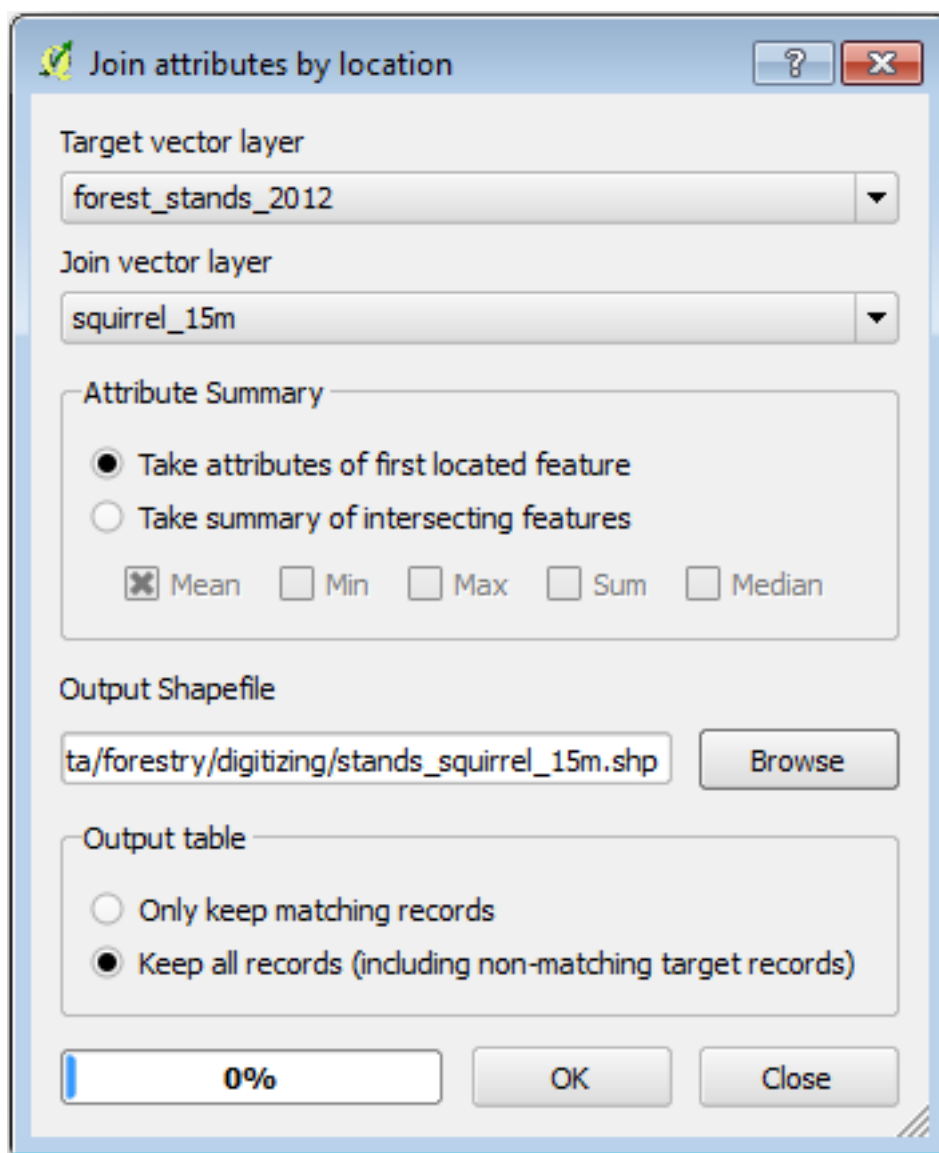 Join attributes by location
?
Target vector layer
forest_stands_2012
Join vector layer
squirrel_15m
Attribute Summary
Take attributes of first located feature
Take summary of intersecting features
Mean Min Max Sum Median
Output Shapefile
ta/forestry/digitizing/stands_squirrel_15m.shp Browse
Output table
Only keep matching records
Keep all records (including non-matching target records)
0% OK Close